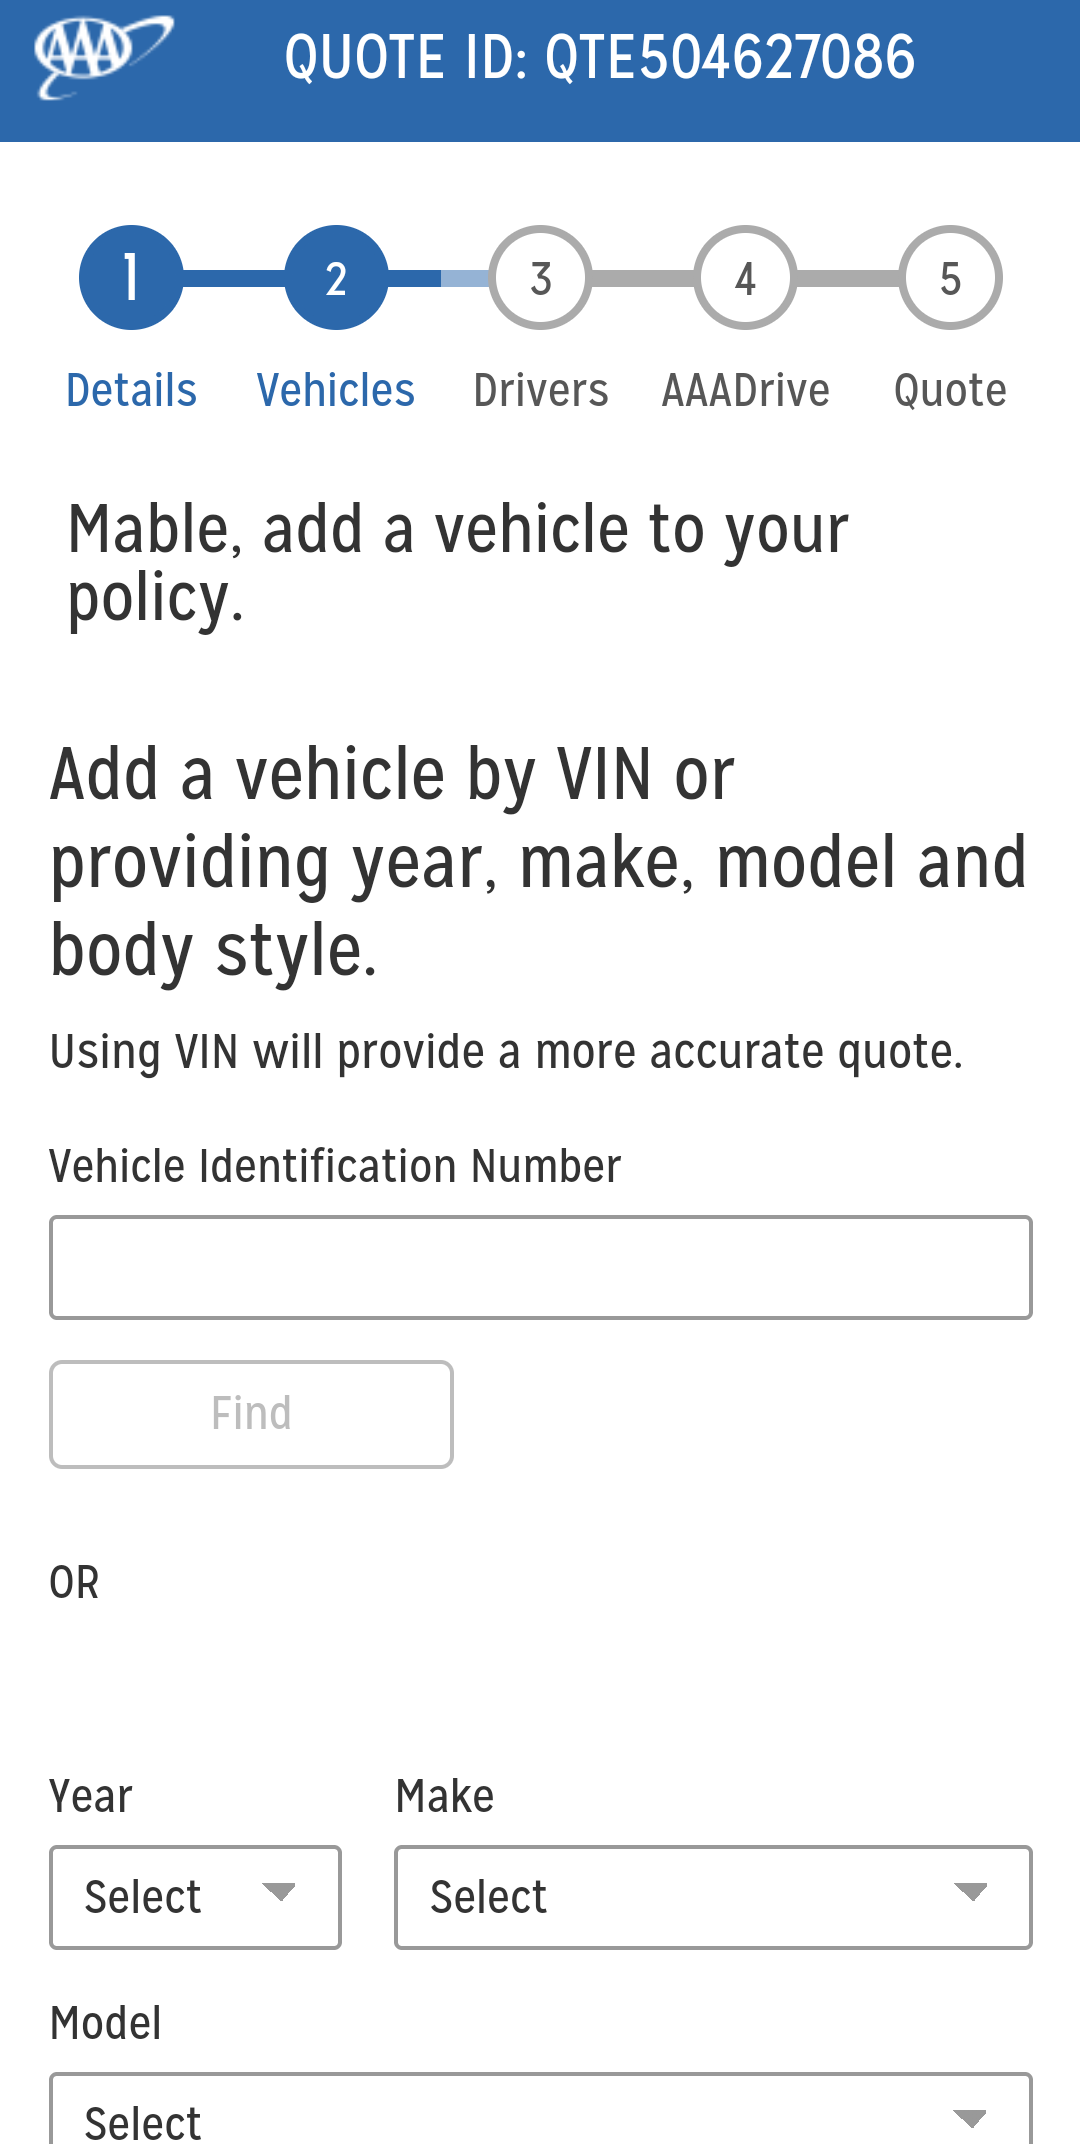 AAA
QUOTE ID: QTE504627086
1 2 3 4 5
Details Vehicles Drivers AAADrive Quote
Mable, add a vehicle to your
policy.
Add a vehicle by VIN or
providing year, make, model and
body style.
Using VIN will provide a more accurate quote.
Vehicle Identification Number
Find
OR
Year Make
Select Select
Model
Select